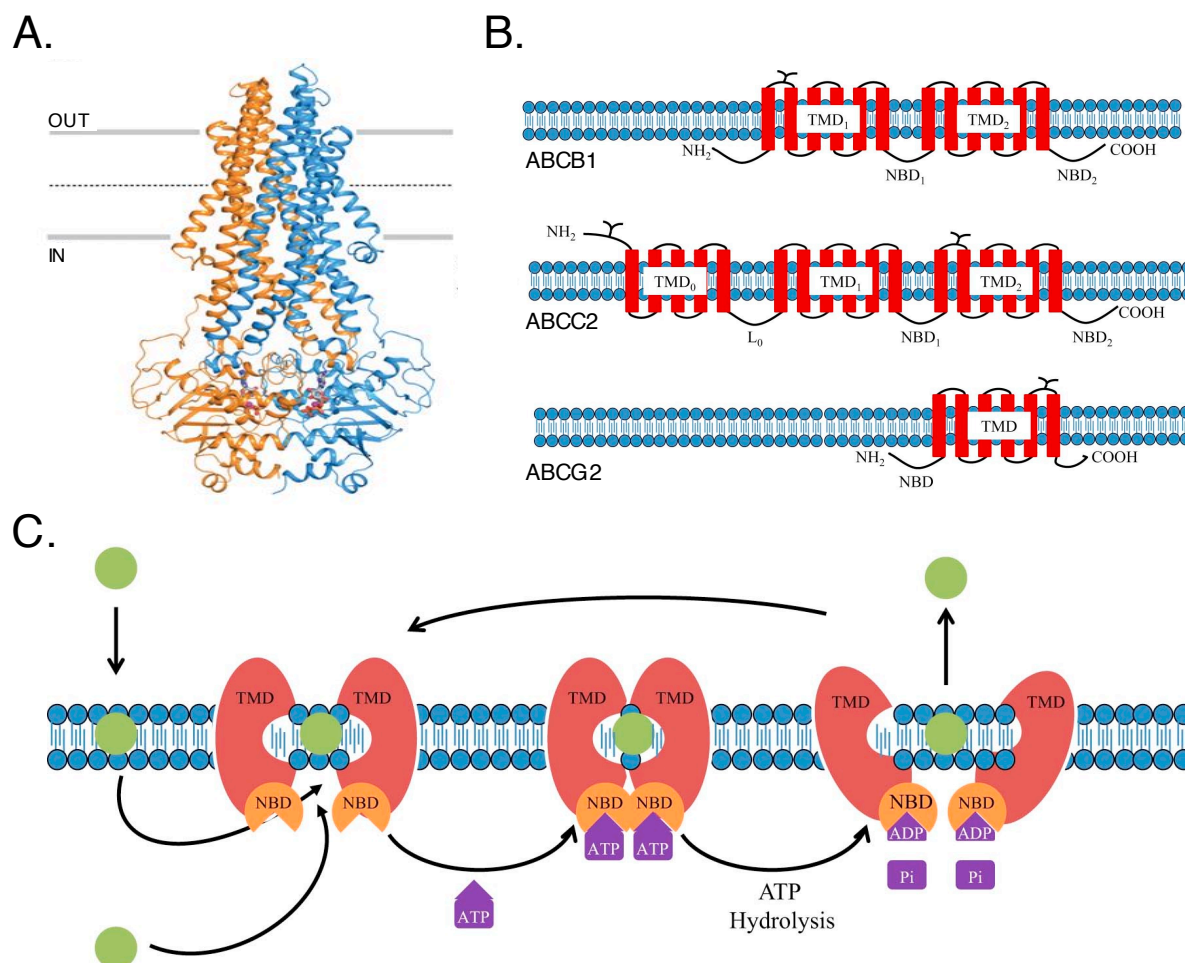 A.
OUT
IN
B.
TMD1
TMD2
NH2
NBD1
NBD2
COOH
ABCB1
NH2
TMD0
TMD1
TMD2
L0
NBD1
NBD2
COOH
ABCC2
TMD
NH2
NBD
COOH
ABCG2
C.
TMD
TMD
NBD
NBD
ATP
TMD
TMD
NBD
NBD
ATP
ATP
ATP
Hydrolysis
TMD
TMD
NBD
NBD
ADP
ADP
Pi
Pi